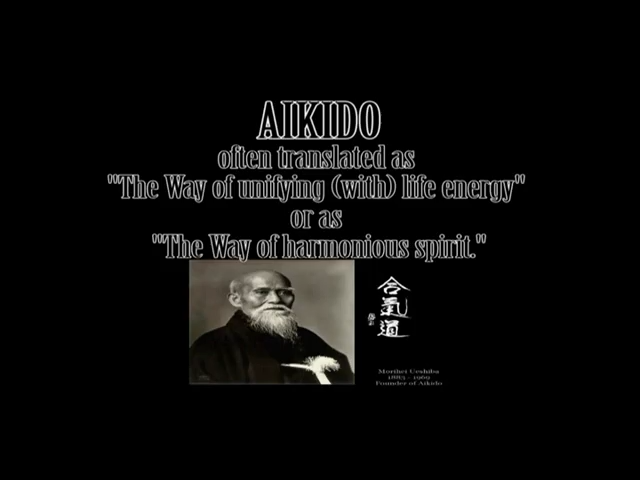 AIKIDO
often translated as
"The Way of unifying (with) life energy"
or as
"The Way of harmonious spirit."
合氣道
Morihei Ueshiba
1883 - 1969
Founder of Aikido